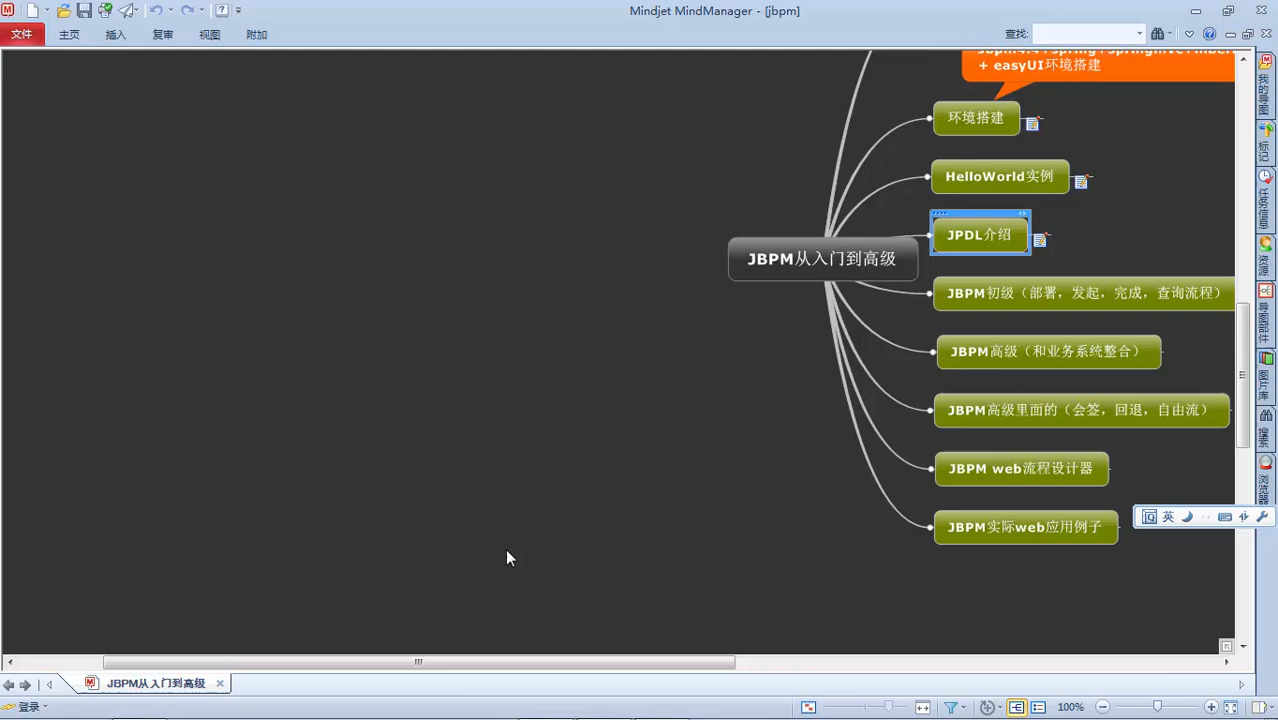 Mindjet MindManager - [jbpm]
文件
主页
插入
复审
视图
附加
查找:
+ easyUI环境搭建
环境搭建
HelloWorld实例
JPDL介绍
JBPM从入门到高级
JBPM初级（部署，发起，完成，查询流程）
JBPM高级（和业务系统整合）
JBPM高级里面的（会签，回退，自由流）
JBPM web流程设计器
JBPM实际web应用例子
我的导图
标记
任务信息
资源
导图部件
图片库
搜索
英
JBPM从入门到高级
登录
100%